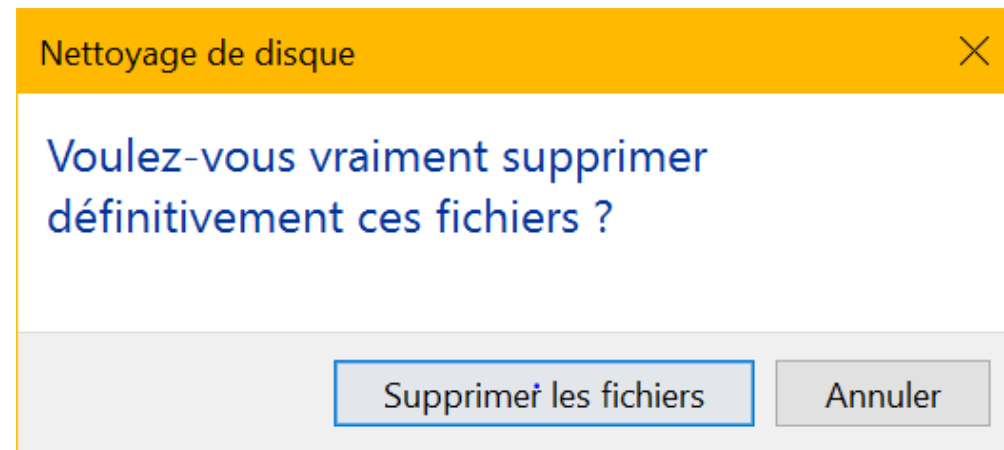 Nettoyage de disque
Voulez-vous vraiment supprimer
définitivement ces fichiers ?
Supprimer les fichiers
Annuler